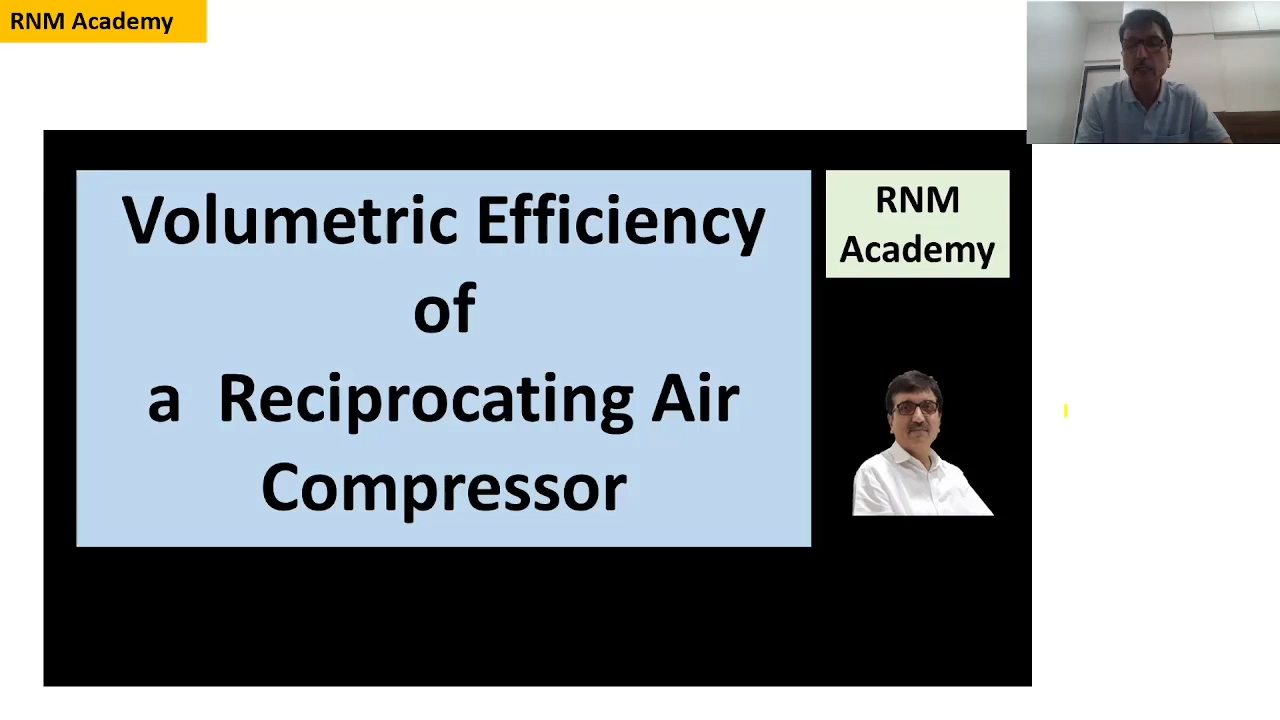 RNM Academy
Volumetric Efficiency
of
a Reciprocating Air
Compressor
RNM
Academy